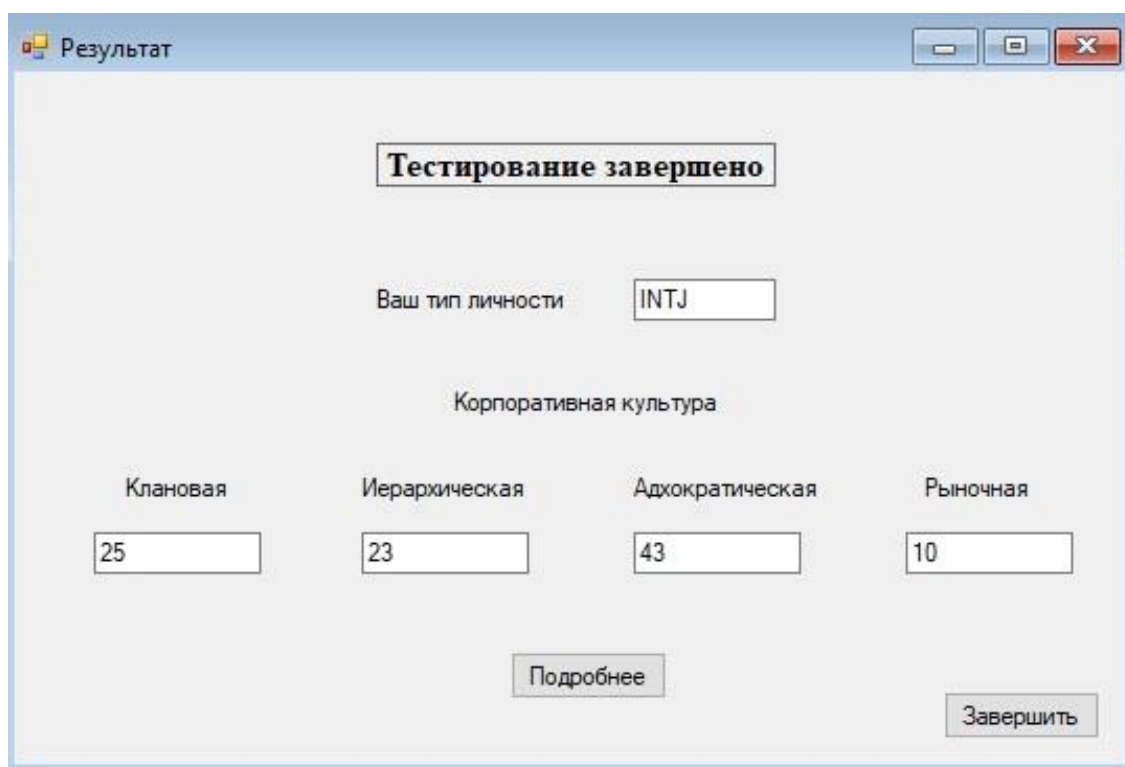 Результат
Тестирование завершено
Ваш тип личности INTJ
Корпоративная культура
Клановая Иерархическая Адхократическая Рыночная
25 23 43 10
Подробнее
Завершить